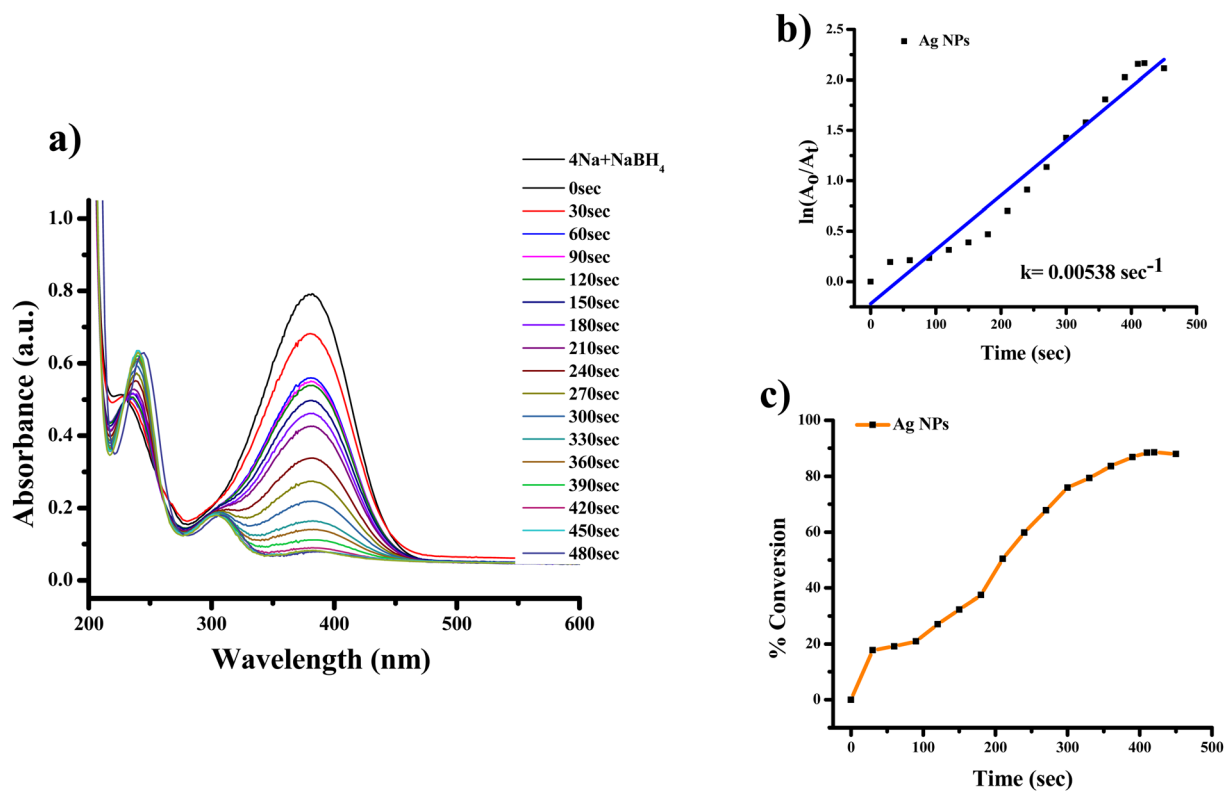 a)
4Na+NaBH₄
0sec
30sec
60sec
90sec
120sec
150sec
180sec
210sec
240sec
270sec
300sec
330sec
360sec
390sec
420sec
450sec
480sec
1.0
0.8
0.6
0.4
0.2
0.0
Absorbance (a.u.)
200 300 400 500 600
Wavelength (nm)
b)
Ag NPs
2.5
2.0
1.5
1.0
0.5
0.0
ln(A₀/Aₜ)
k= 0.00538 sec⁻¹
0 100 200 300 400 500
Time (sec)
c)
Ag NPs
100
80
60
40
20
0
% Conversion
0 100 200 300 400 500
Time (sec)